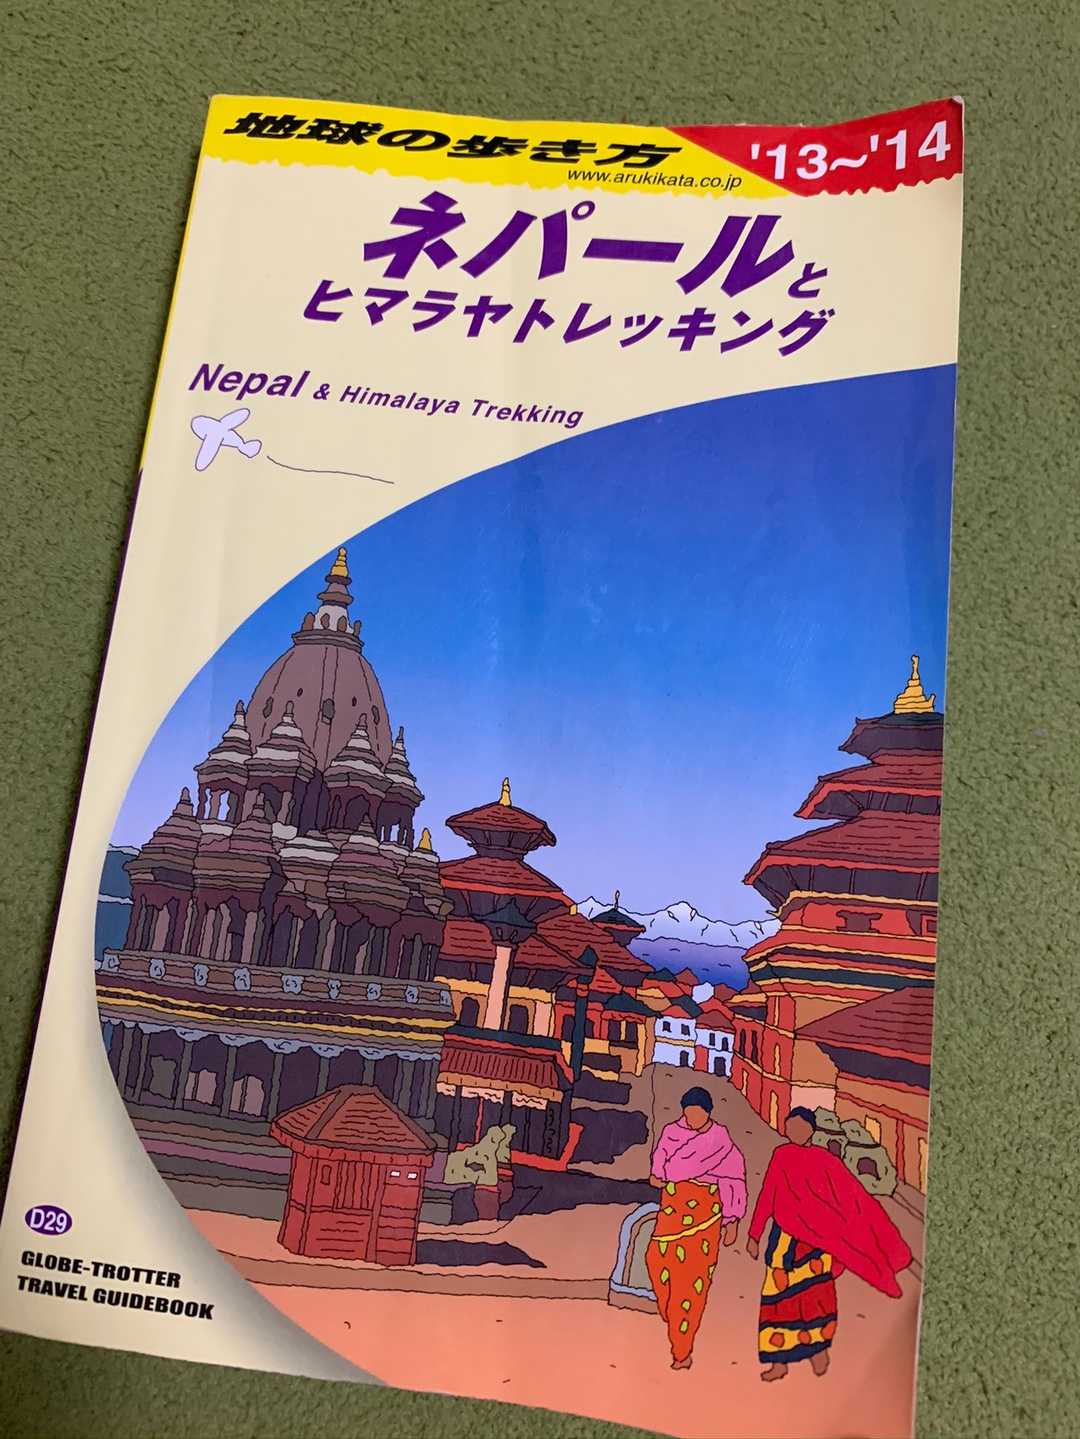 地球の歩き方
www.arukikata.co.jp
'13~'14
ネパールと
ヒマラヤトレッキング
Nepal & Himalaya Trekking
D29
GLOBE-TROTTER
TRAVEL GUIDEBOOK